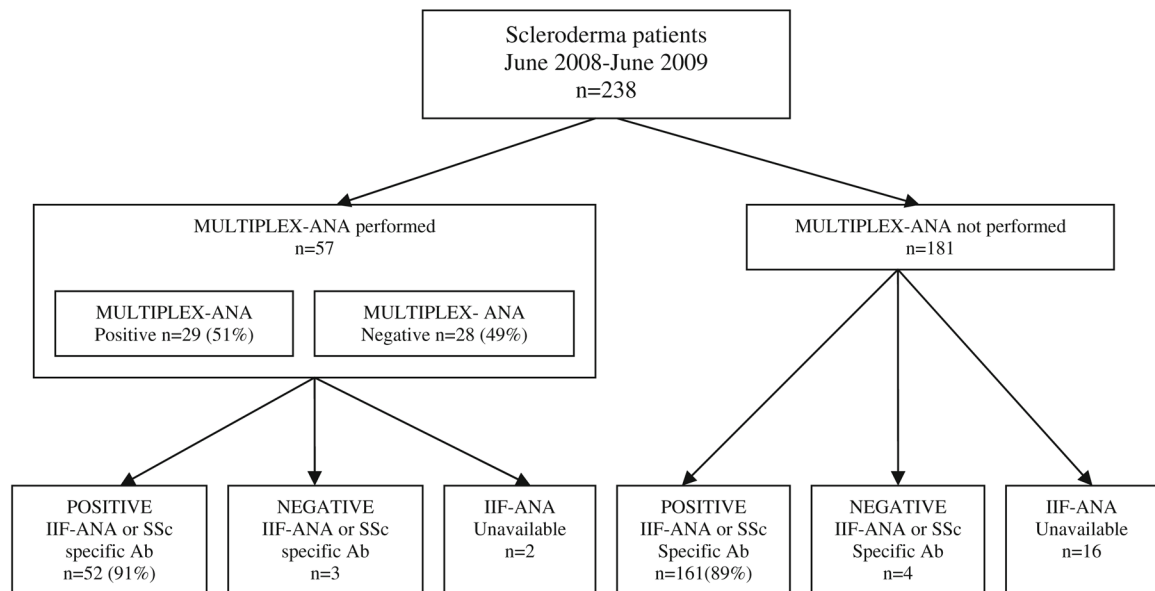 Scleroderma patients
June 2008-June 2009
n=238
MULTIPLEX-ANA performed
n=57
MULTIPLEX-ANA
Positive n=29 (51%)
MULTIPLEX- ANA
Negative n=28 (49%)
MULTIPLEX-ANA not performed
n=181
POSITIVE
IIF-ANA or SSc
specific Ab
n=52 (91%)
NEGATIVE
IIF-ANA or SSc
specific Ab
n=3
IIF-ANA
Unavailable
n=2
POSITIVE
IIF-ANA or SSc
Specific Ab
n=161(89%)
NEGATIVE
IIF-ANA or SSc
Specific Ab
n=4
IIF-ANA
Unavailable
n=16